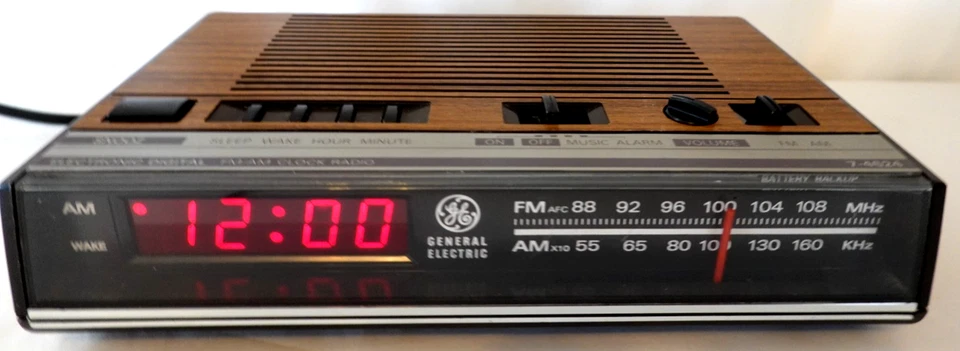 SLEEP WAKE HOUR MINUTE
ON OFF MUSIC ALARM VOLUME FM AM
ELECTRONIC DIGITAL FM/AM CLOCK RADIO
BATTERY BACKUP
AM 12:00
WAKE
GENERAL
ELECTRIC
FM AFC 88 92 96 100 104 108 MHz
AM X10 55 65 80 100 130 160 KHz